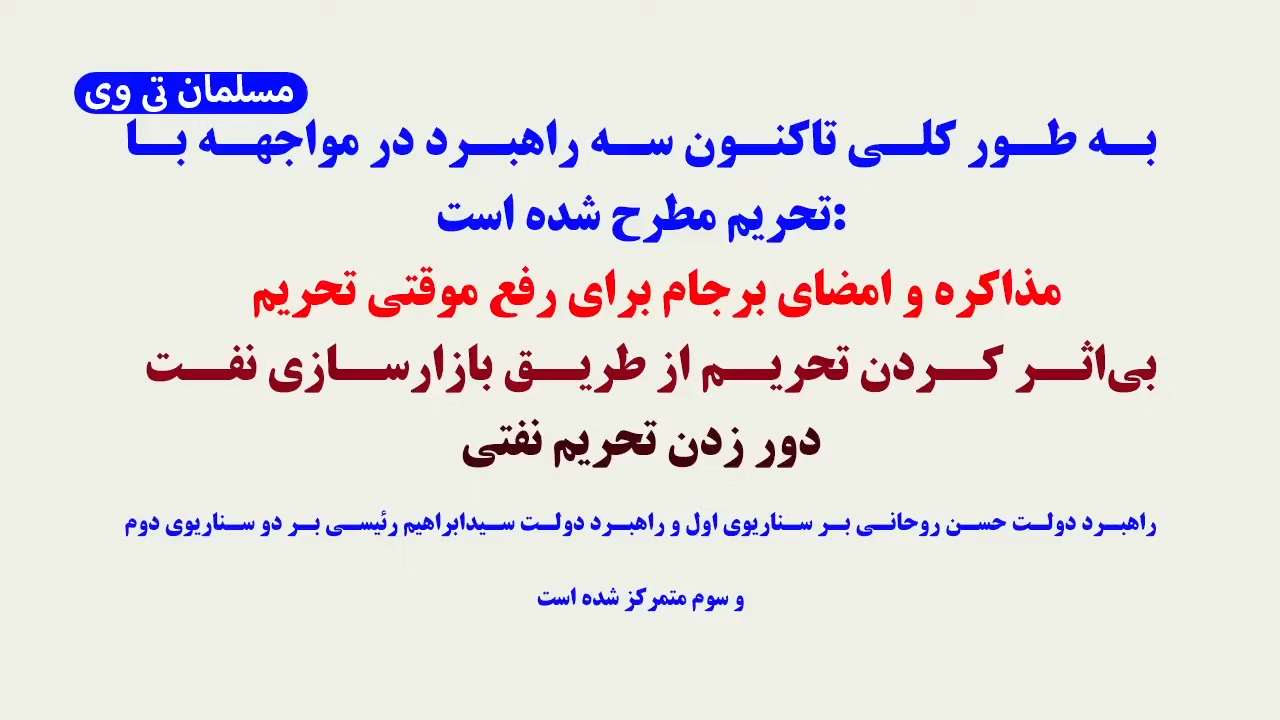 مسلمان تی وی
به طور کلی تاکنون سه راهبرد در مواجهه با
تحریم مطرح شده است:
مذاکره و امضای برجام برای رفع موقتی تحریم
بی‌اثر کردن تحریم از طریق بازارسازی نفت
دور زدن تحریم نفتی
راهبرد دولت حسن روحانی بر سناریوی اول و راهبرد دولت سیدابراهیم رئیسی بر دو سناریوی دوم
و سوم متمرکز شده است